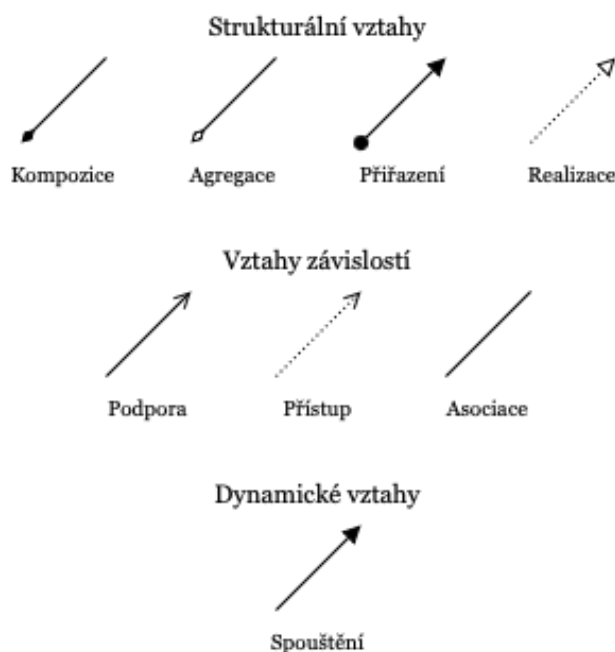 Strukturální vztahy
Kompozice Agregace Přiřazení Realizace
Vztahy závislostí
Podpora Přístup Asociace
Dynamické vztahy
Spouštění